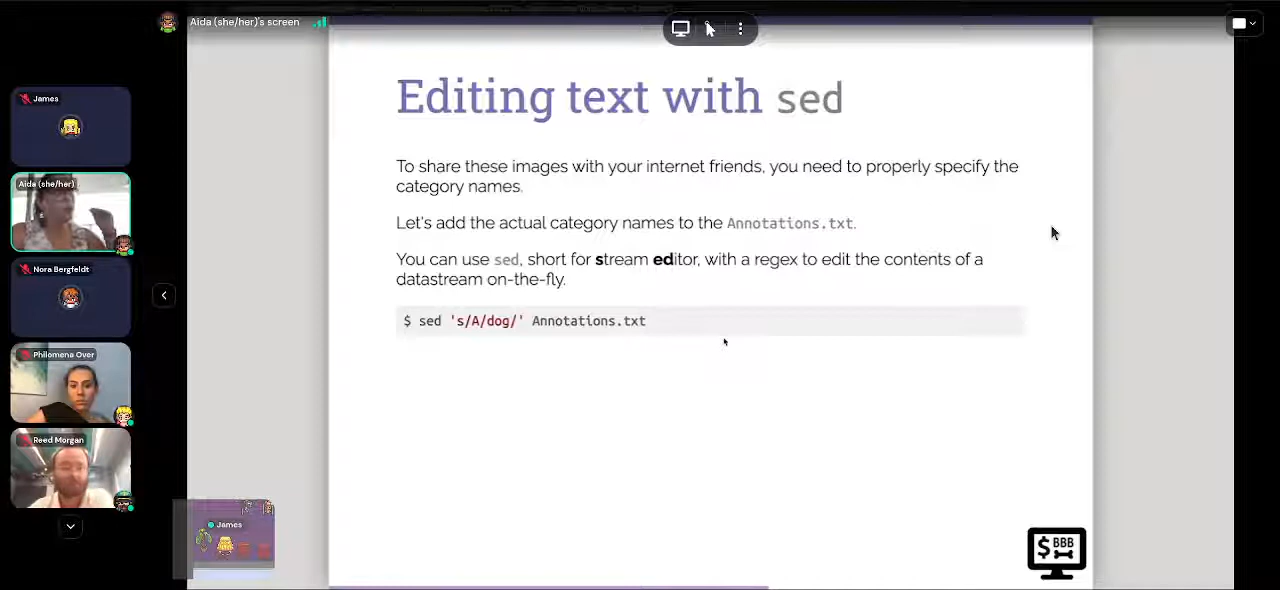 Aida (she/her)'s screen
James
Aida (she/her)
Nora Bergfeldt
Philomena Over
Reed Morgan
James
Editing text with sed
To share these images with your internet friends, you need to properly specify the
category names.
Let's add the actual category names to the Annotations.txt.
You can use sed, short for stream editor, with a regex to edit the contents of a
datastream on-the-fly.
$ sed 's/A/dog/' Annotations.txt
$ BBB